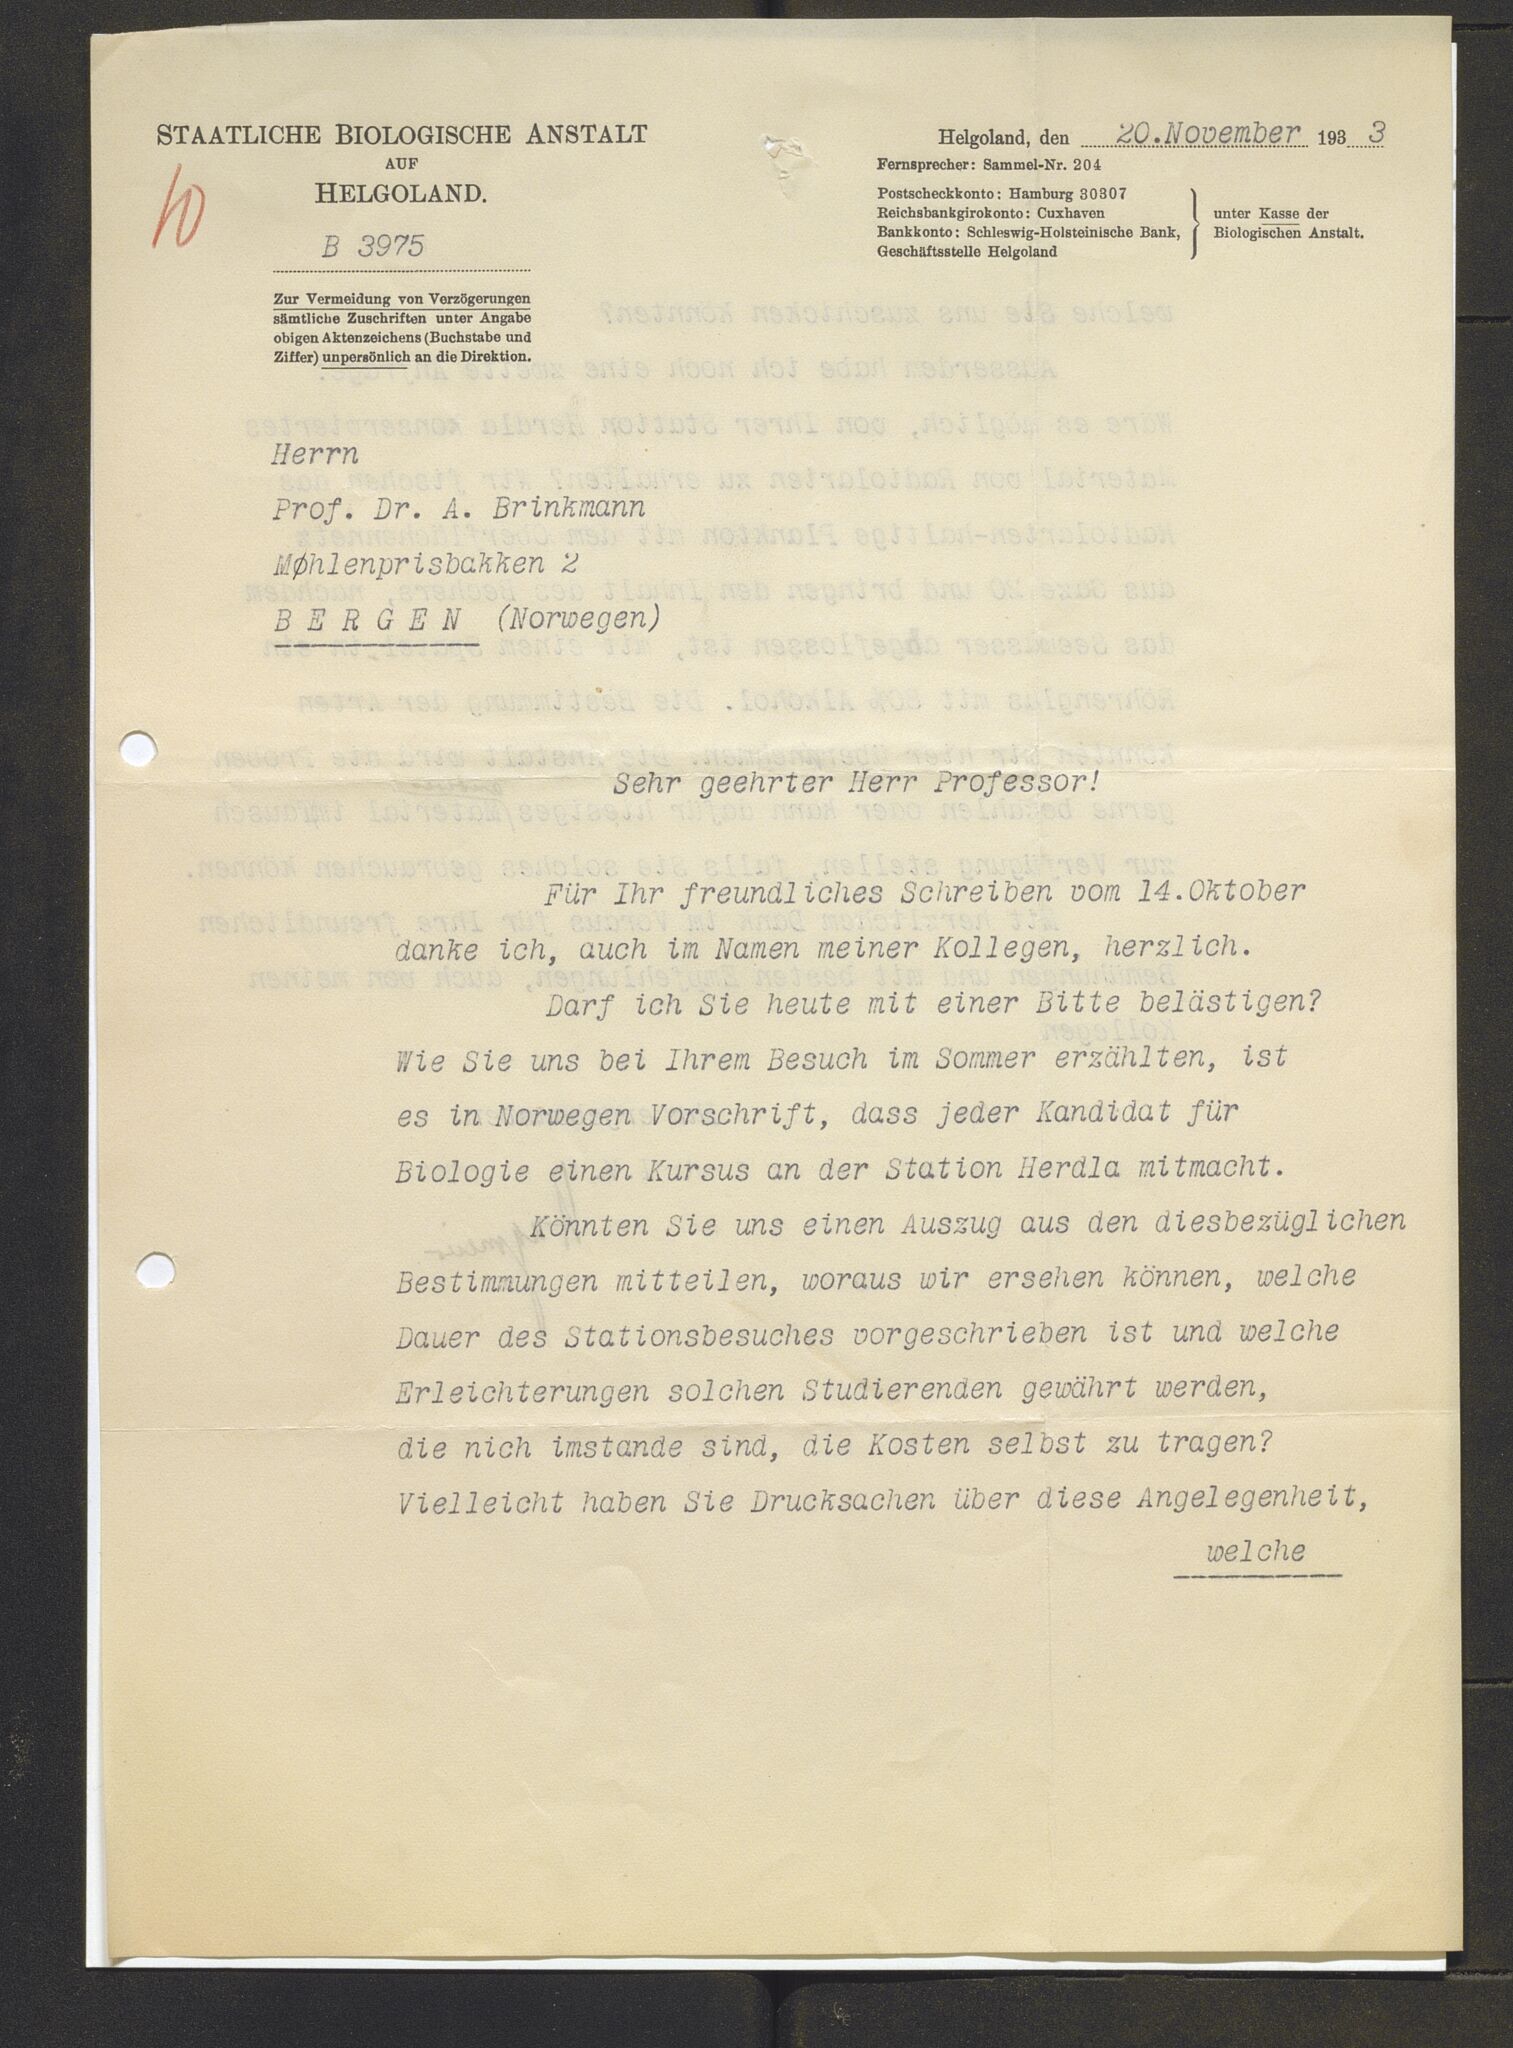 STAATLICHE BIOLOGISCHE ANSTALT
AUF
HELGOLAND.
10
B 3975
Zur Vermeidung von Verzögerungen
sämtliche Zuschriften unter Angabe
obigen Aktenzeichens (Buchstabe und
Ziffer) unpersönlich an die Direktion.
Helgoland, den 20.November 1933
Fernsprecher: Sammel-Nr. 204
Postscheckkonto: Hamburg 30307
Reichsbankgirokonto: Cuxhaven
Bankkonto: Schleswig-Holsteinische Bank,
Geschäftsstelle Helgoland
unter Kasse der
Biologischen Anstalt.
Herrn
Prof. Dr. A. Brinkmann
Møhlenprisbakken 2
B E R G E N (Norwegen)
Sehr geehrter Herr Professor!
Für Ihr freundliches Schreiben vom 14.Oktober
danke ich, auch im Namen meiner Kollegen, herzlich.
Darf ich Sie heute mit einer Bitte belästigen?
Wie Sie uns bei Ihrem Besuch im Sommer erzählten, ist
es in Norwegen Vorschrift, dass jeder Kandidat für
Biologie einen Kursus an der Station Herdla mitmacht.
Könnten Sie uns einen Auszug aus den diesbezüglichen
Bestimmungen mitteilen, woraus wir ersehen können, welche
Dauer des Stationsbesuches vorgeschrieben ist und welche
Erleichterungen solchen Studierenden gewährt werden,
die nich imstande sind, die Kosten selbst zu tragen?
Vielleicht haben Sie Drucksachen über diese Angelegenheit,
welche